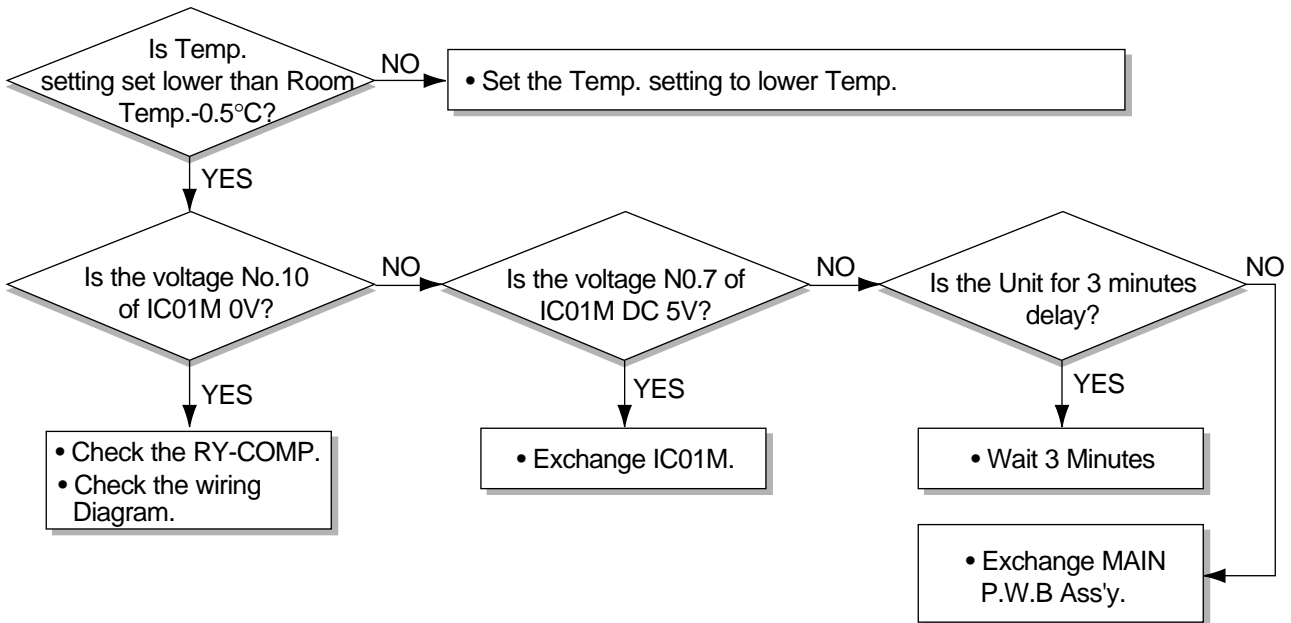 Is Temp.
setting set lower than Room
Temp.-0.5°C?
NO
• Set the Temp. setting to lower Temp.
YES
Is the voltage No.10
of IC01M 0V?
NO
Is the voltage N0.7 of
IC01M DC 5V?
NO
Is the Unit for 3 minutes
delay?
NO
YES
YES
YES
• Check the RY-COMP.
• Check the wiring
Diagram.
• Exchange IC01M.
• Wait 3 Minutes
• Exchange MAIN
P.W.B Ass'y.